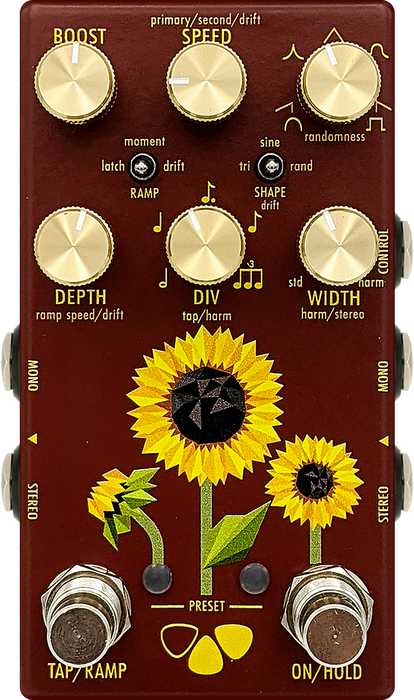 primary/second/drift
BOOST
SPEED
randomness
moment
latch
drift
RAMP
sine
tri
rand
SHAPE
drift
CONTROL
3
DEPTH
ramp speed/drift
DIV
tap/harm
std
harm
WIDTH
harm/stereo
MONO
MONO
STEREO
STEREO
PRESET
TAP/RAMP
ON/HOLD